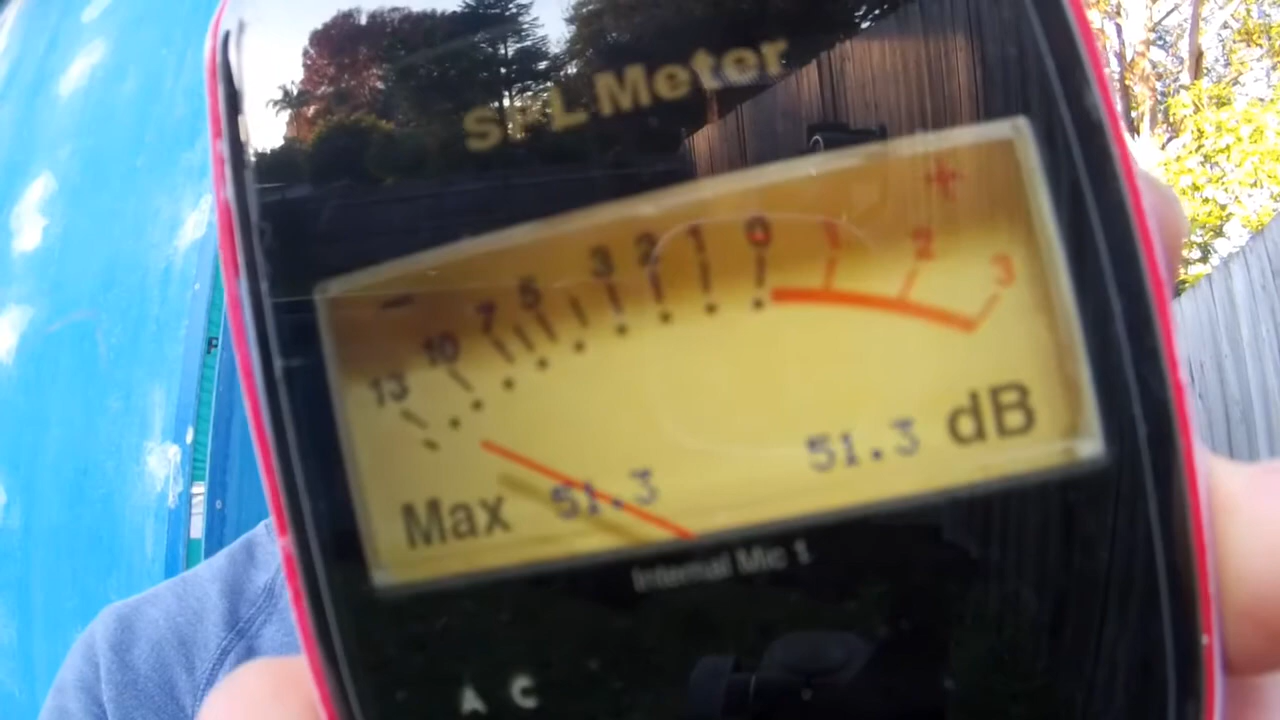 SPL Meter
- 13 10 7 5 3 2 1 0 1 2 3 +
Max 51.3 51.3 dB
Internal Mic 1
A C